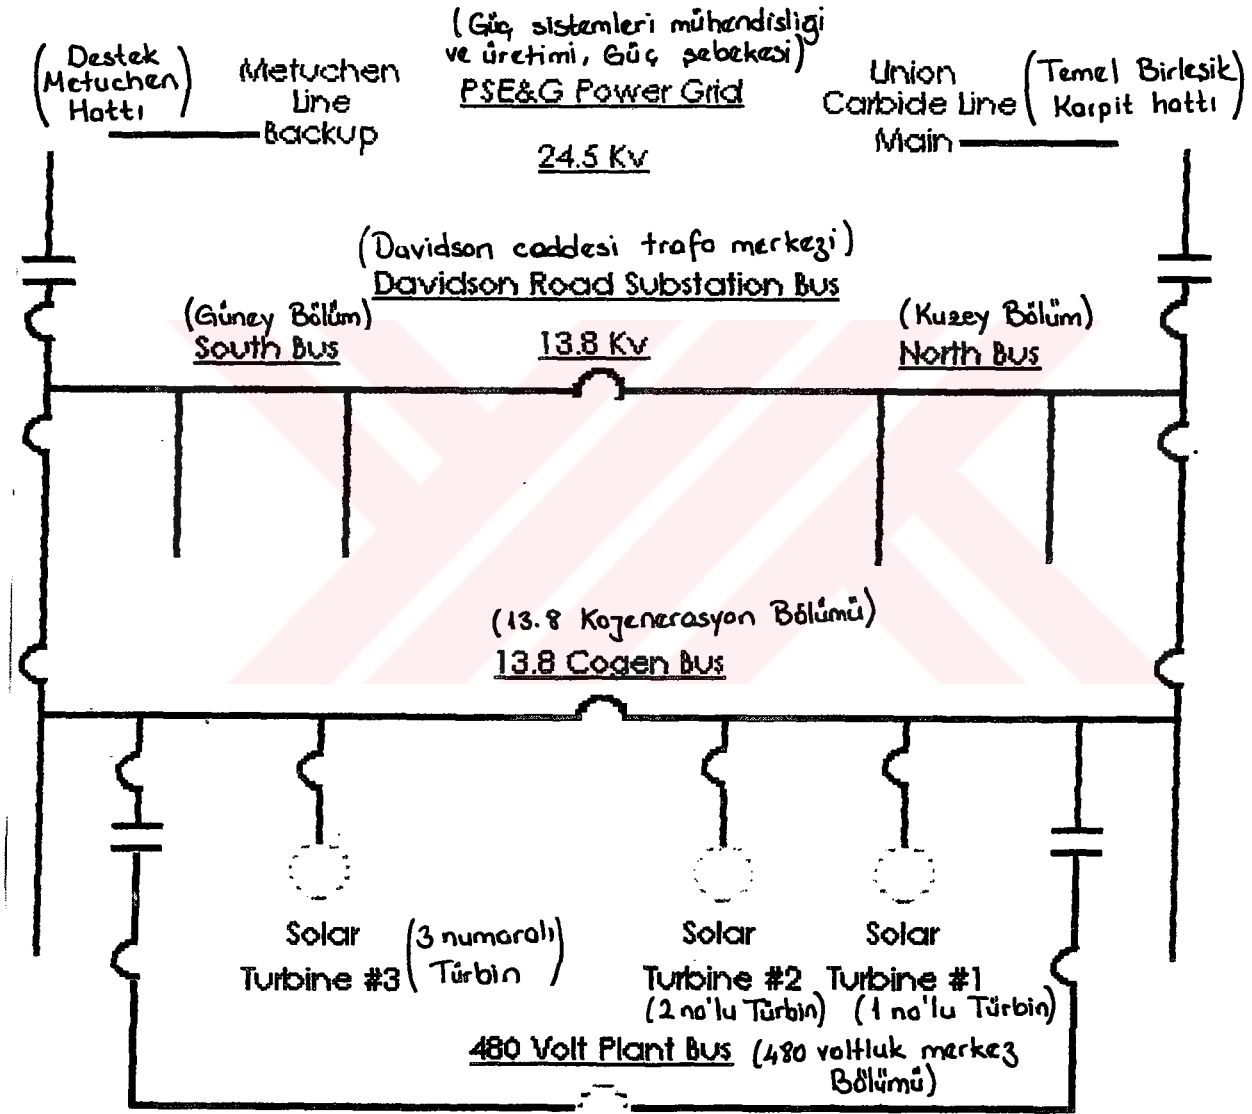 (Güç sistemleri mühendisliği
ve üretimi, Güç şebekesi)
PSE&G Power Grid
24.5 Kv
(Destek
Metuchen
Hattı)
Metuchen
Line
Backup
Union
Carbide Line
Main
(Temel Birleşik
Karpit hattı)
(Davidson caddesi trafo merkezi)
Davidson Road Substation Bus
13.8 Kv
(Güney Bölüm)
South Bus
(Kuzey Bölüm)
North Bus
(13.8 Kojenerasyon Bölümü)
13.8 Cogen Bus
Solar
Turbine #3
(3 numaralı
Türbin)
Solar
Turbine #2
(2 no'lu Türbin)
Solar
Turbine #1
(1 no'lu Türbin)
480 Volt Plant Bus (480 voltluk merkez
Bölümü)